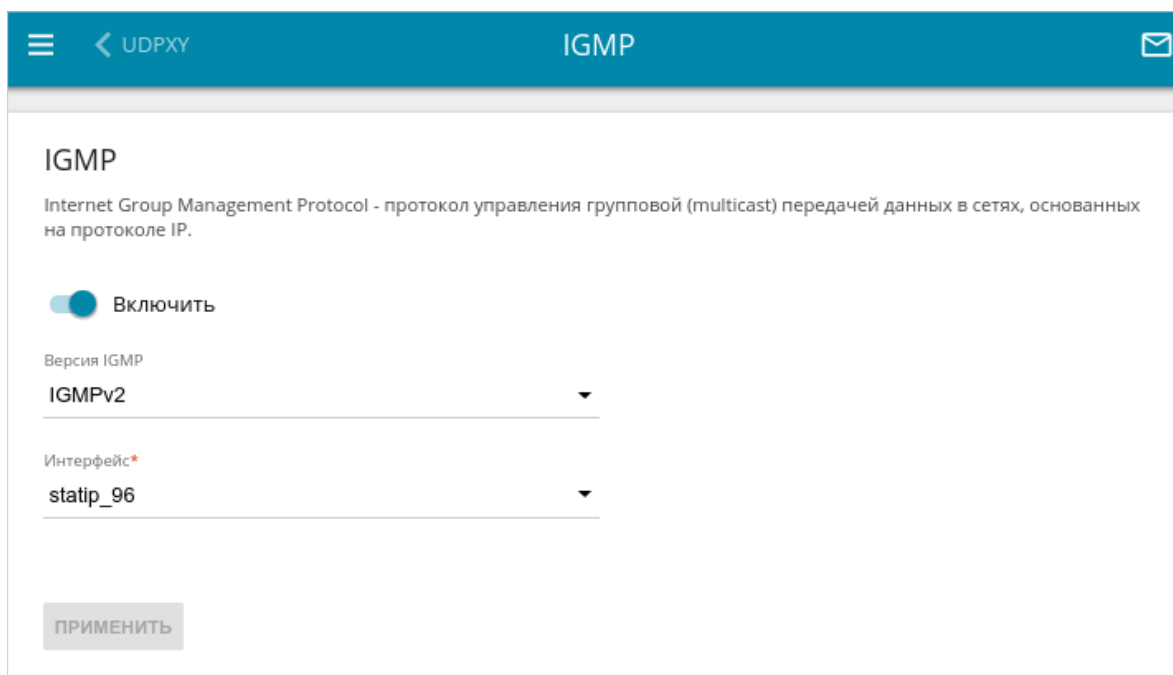 UDPXY
IGMP
IGMP
Internet Group Management Protocol - протокол управления групповой (multicast) передачей данных в сетях, основанных
на протоколе IP.
Включить
Версия IGMP
IGMPv2
Интерфейс*
statip_96
ПРИМЕНИТЬ